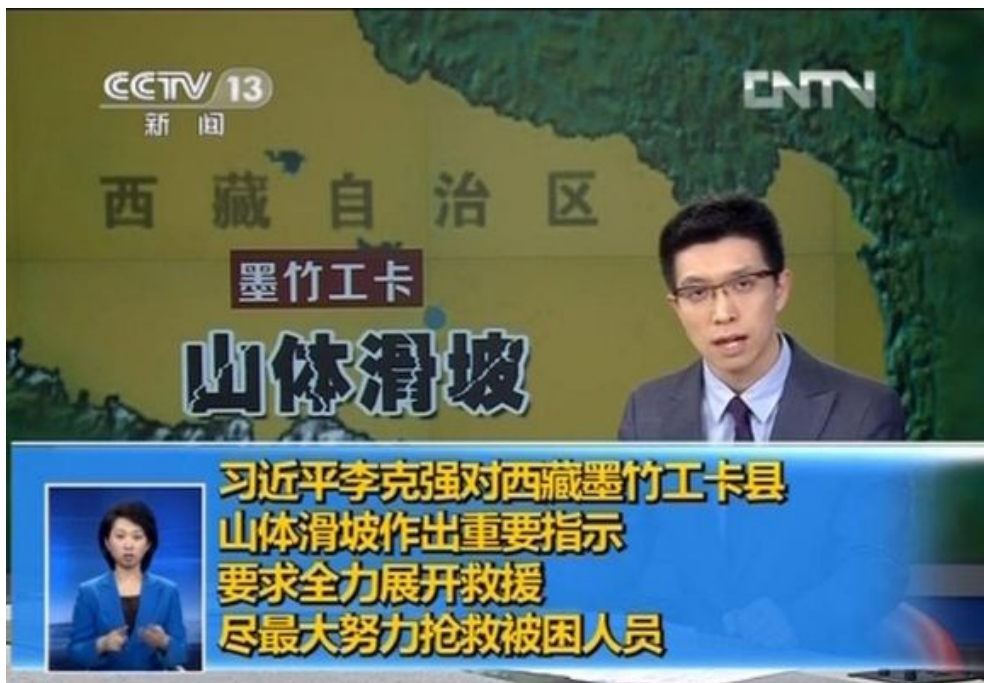 CCTV 13
新闻
CNTV
西藏自治区
墨竹工卡
山体滑坡
习近平李克强对西藏墨竹工卡县
山体滑坡作出重要指示
要求全力展开救援
尽最大努力抢救被困人员